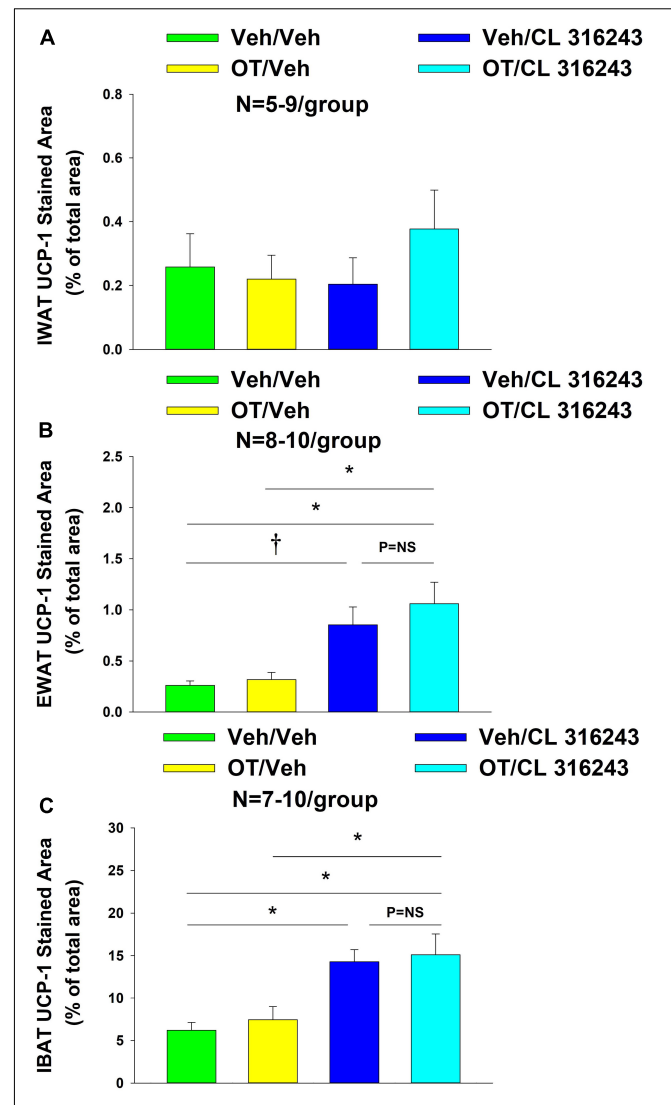 A
Veh/Veh
Veh/CL 316243
OT/Veh
OT/CL 316243
N=5-9/group
IWAT UCP-1 Stained Area
(% of total area)
0.8
0.6
0.4
0.2
0.0
Veh/Veh
Veh/CL 316243
OT/Veh
OT/CL 316243
B
N=8-10/group
EWAT UCP-1 Stained Area
(% of total area)
2.5
2.0
1.5
1.0
0.5
0.0
*
*
†
P=NS
Veh/Veh
Veh/CL 316243
OT/Veh
OT/CL 316243
C
N=7-10/group
IBAT UCP-1 Stained Area
(% of total area)
30
25
20
15
10
5
0
*
*
*
P=NS